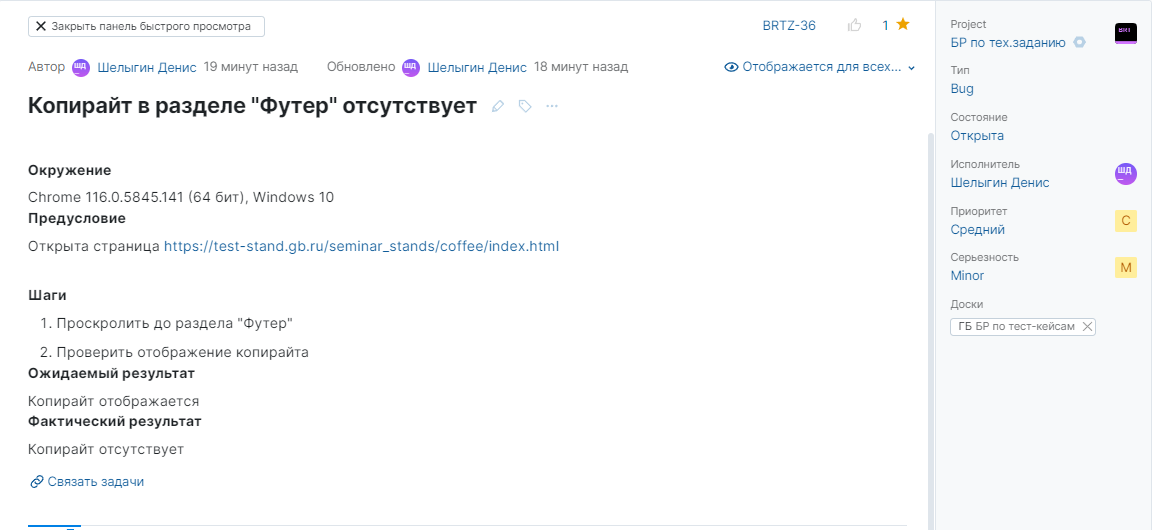 Закрыть панель быстрого просмотра
BRTZ-36
1
Автор ШД Шелыгин Денис 19 минут назад Обновлено ШД Шелыгин Денис 18 минут назад
Отображается для всех...
Копирайт в разделе "Футер" отсутствует
Окружение
Chrome 116.0.5845.141 (64 бит), Windows 10
Предусловие
Открыта страница https://test-stand.gb.ru/seminar_stands/coffee/index.html
Шаги
1. Проскролить до раздела "Футер"
2. Проверить отображение копирайта
Ожидаемый результат
Копирайт отображается
Фактический результат
Копирайт отсутствует
Связать задачи
Project
БР по тех.заданию
BRT
Тип
Bug
Состояние
Открыта
Исполнитель
Шелыгин Денис
ШД
Приоритет
Средний
С
Серьезность
Minor
M
Доски
ГБ БР по тест-кейсам